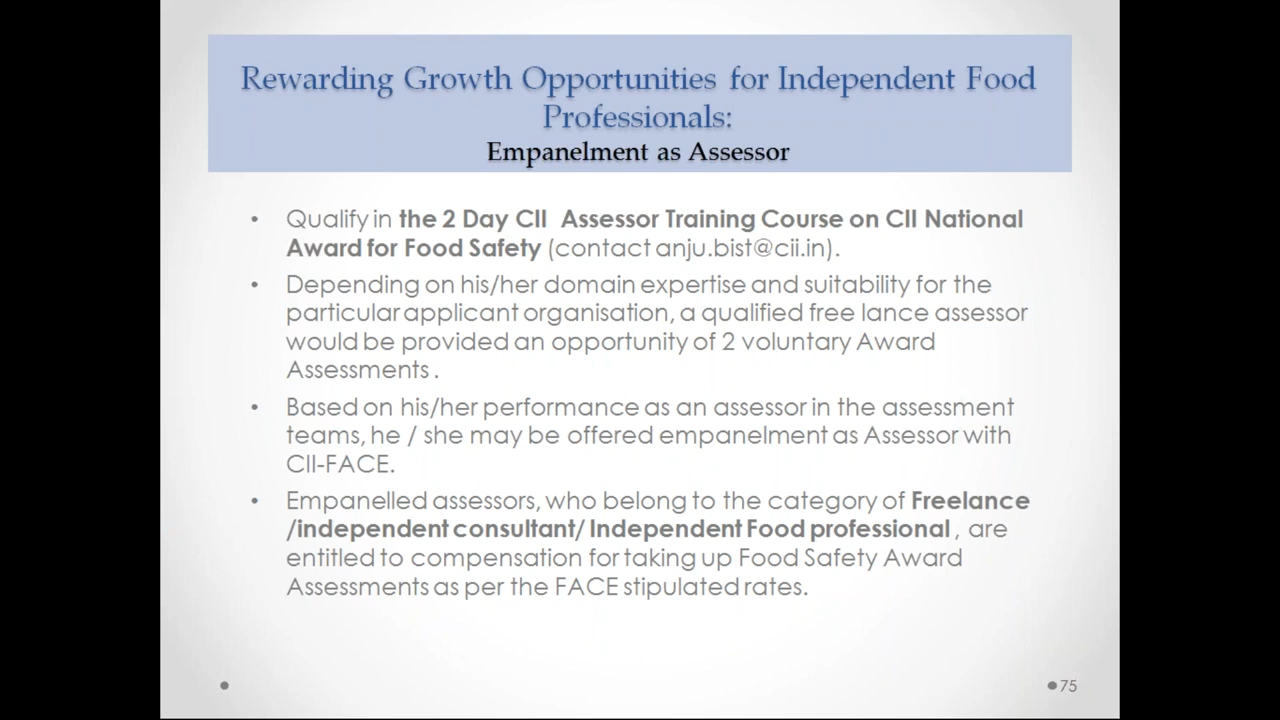 Rewarding Growth Opportunities for Independent Food
Professionals:
Empanelment as Assessor
• Qualify in the 2 Day CII Assessor Training Course on CII National
Award for Food Safety (contact anju.bist@cii.in).
• Depending on his/her domain expertise and suitability for the
particular applicant organisation, a qualified free lance assessor
would be provided an opportunity of 2 voluntary Award
Assessments .
• Based on his/her performance as an assessor in the assessment
teams, he / she may be offered empanelment as Assessor with
CII-FACE.
• Empanelled assessors, who belong to the category of Freelance
/independent consultant/ Independent Food professional , are
entitled to compensation for taking up Food Safety Award
Assessments as per the FACE stipulated rates.
75